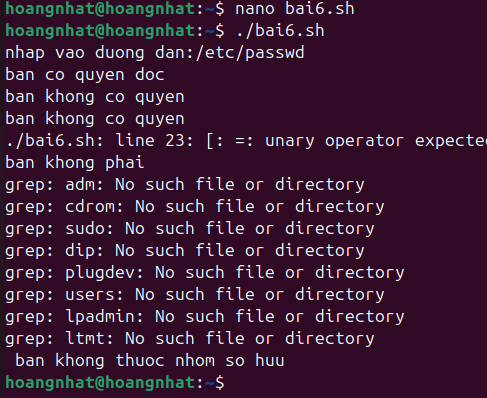 hoangnhat@hoangnhat:~$ nano bai6.sh
hoangnhat@hoangnhat:~$ ./bai6.sh
nhap vao duong dan:/etc/passwd
ban co quyen doc
ban khong co quyen
ban khong co quyen
./bai6.sh: line 23: [: =: unary operator expected
ban khong phai
grep: adm: No such file or directory
grep: cdrom: No such file or directory
grep: sudo: No such file or directory
grep: dip: No such file or directory
grep: plugdev: No such file or directory
grep: users: No such file or directory
grep: lpadmin: No such file or directory
grep: ltmt: No such file or directory
 ban khong thuoc nhom so huu
hoangnhat@hoangnhat:~$